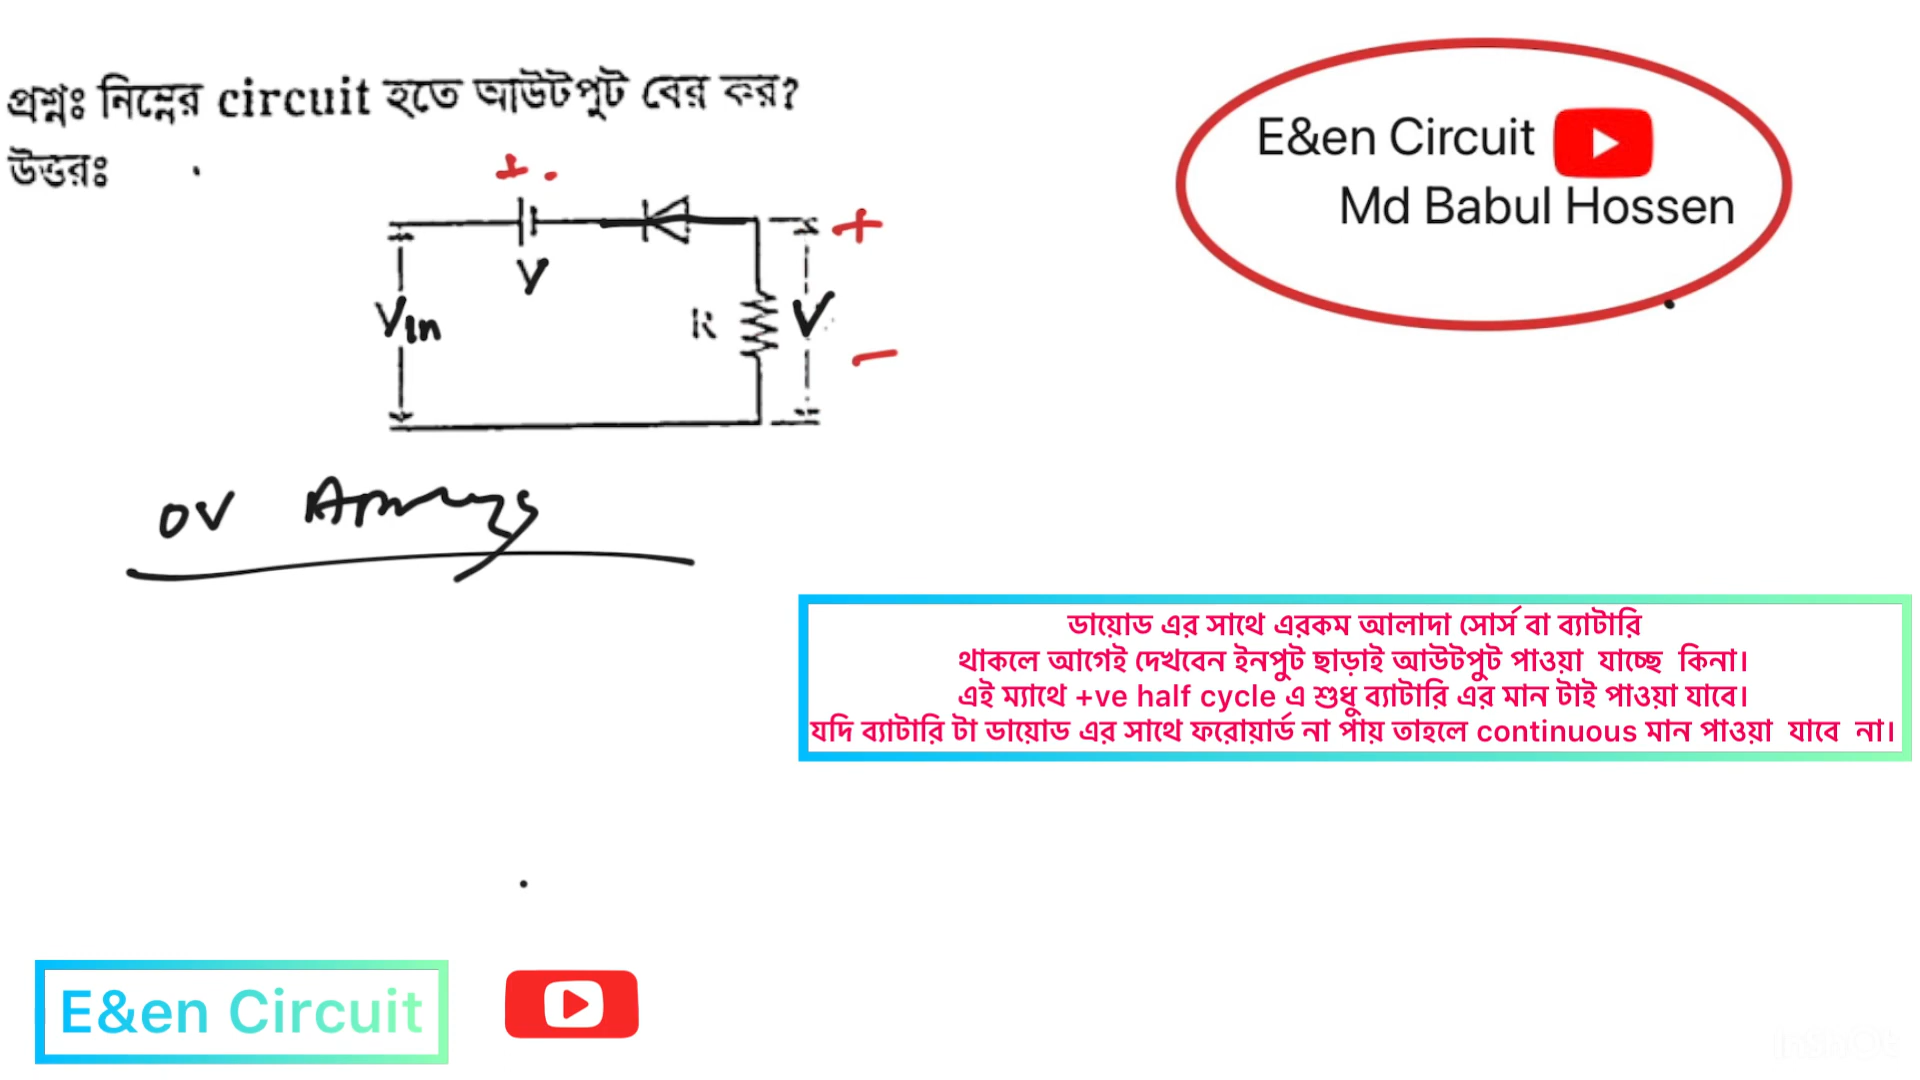 প্রশ্নঃ নিম্নের circuit হতে আউটপুট বের কর?
উত্তরঃ
E&en Circuit
Md Babul Hossen
+ -
V
+
Vin
R
V
-
0V
ডায়োড এর সাথে এরকম আলাদা সোর্স বা ব্যাটারি
থাকলে আগেই দেখবেন ইনপুট ছাড়াই আউটপুট পাওয়া যাচ্ছে কিনা।
এই ম্যাথে +ve half cycle এ শুধু ব্যাটারি এর মান টাই পাওয়া যাবে।
যদি ব্যাটারি টা ডায়োড এর সাথে ফরোয়ার্ড না পায় তাহলে continuous মান পাওয়া যাবে না।
E&en Circuit